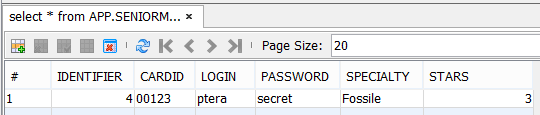 select * from APP.SENIORM...
Page Size: 20
# IDENTIFIER CARDID LOGIN PASSWORD SPECIALTY STARS
1 4 00123 ptera secret Fossile 3